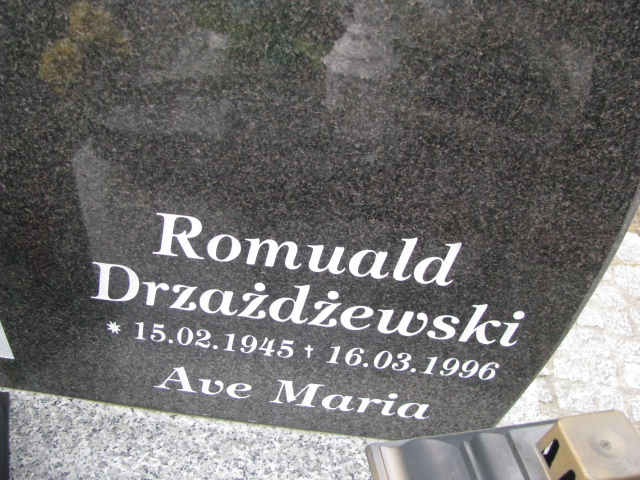 Romuald
Drzażdżewski
* 15.02.1945 † 16.03.1996
Ave Maria